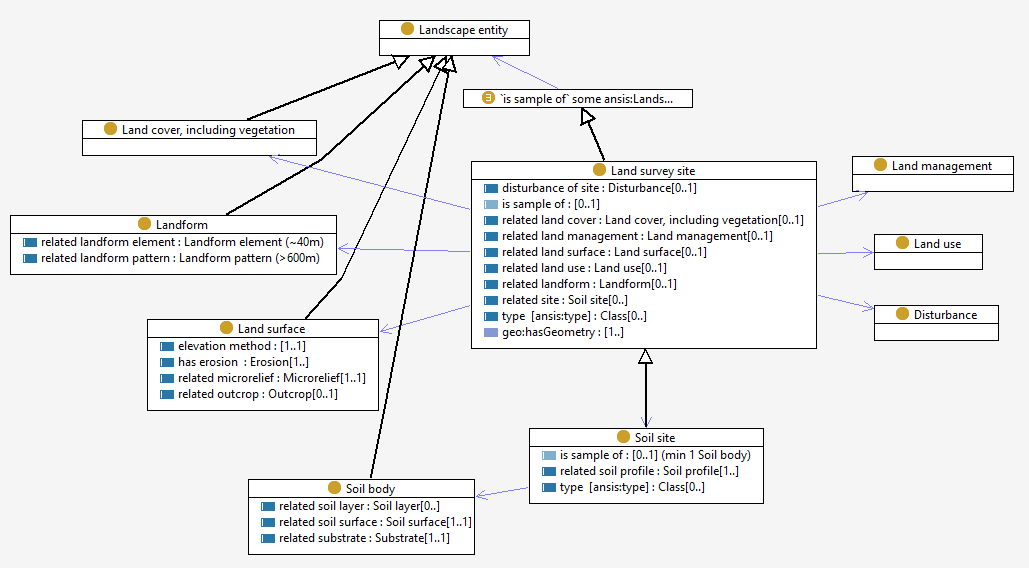 Landscape entity
`is sample of` some ansis:Lands...
Land cover, including vegetation
Land survey site
disturbance of site : Disturbance[0..1]
is sample of : [0..1]
related land cover : Land cover, including vegetation[0..1]
related land management : Land management[0..1]
related land surface : Land surface[0..1]
related land use : Land use[0..1]
related landform : Landform[0..1]
related site : Soil site[0..]
type  [ansis:type] : Class[0..]
geo:hasGeometry : [1..]
Land management
Land use
Disturbance
Landform
related landform element : Landform element (~40m)
related landform pattern : Landform pattern (>600m)
Land surface
elevation method : [1..1]
has erosion  : Erosion[1..]
related microrelief : Microrelief[1..1]
related outcrop : Outcrop[0..1]
Soil site
is sample of : [0..1] (min 1 Soil body)
related soil profile : Soil profile[1..]
type  [ansis:type] : Class[0..]
Soil body
related soil layer : Soil layer[0..]
related soil surface : Soil surface[1..1]
related substrate : Substrate[1..1]